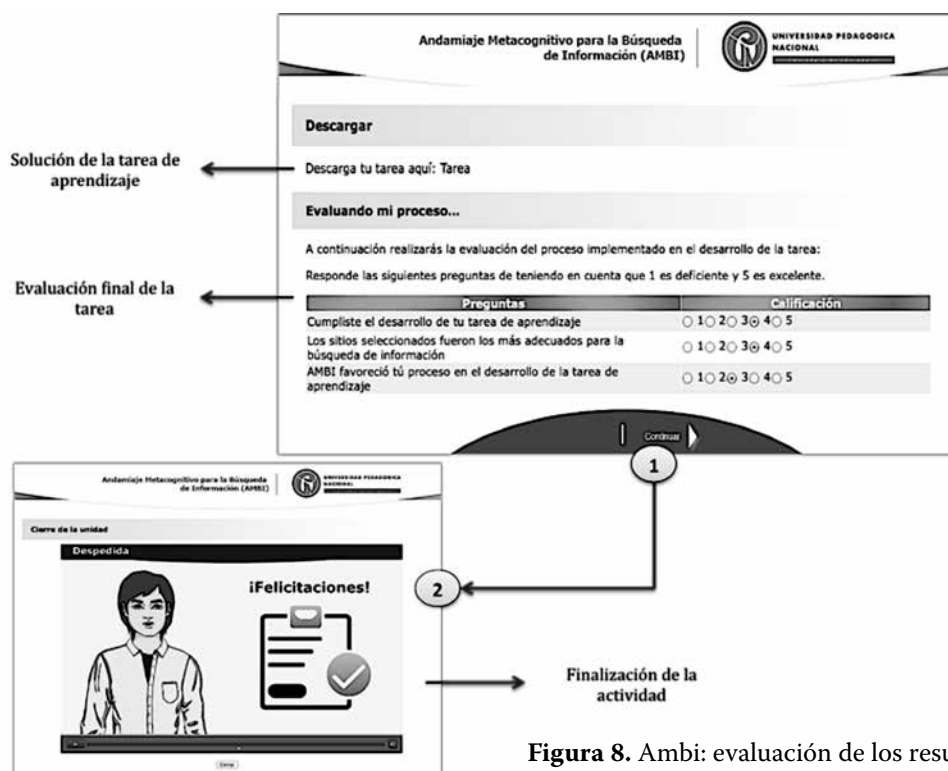 Andamiaje Metacognitivo para la Búsqueda
de Información (AMBI)
UNIVERSIDAD PEDAGOGICA
NACIONAL
Descargar
Solución de la tarea de
aprendizaje
Descarga tu tarea aquí: Tarea
Evaluando mi proceso...
A continuación realizarás la evaluación del proceso implementado en el desarrollo de la tarea:
Responde las siguientes preguntas de teniendo en cuenta que 1 es deficiente y 5 es excelente.
Evaluación final de la
tarea
Preguntas Calificación
Cumpliste el desarrollo de tu tarea de aprendizaje 1 2 3 4 5
Los sitios seleccionados fueron los más adecuados para la
búsqueda de información 1 2 3 4 5
AMBI favoreció tú proceso en el desarrollo de la tarea de
aprendizaje 1 2 3 4 5
Continuar
1
Andamiaje Metacognitivo para la Búsqueda
de Información (AMBI)
UNIVERSIDAD PEDAGOGICA
NACIONAL
Cierre de la unidad
Despedida
¡Felicitaciones!
2
Finalización de la
actividad
Figura 8. Ambi: evaluación de los resu